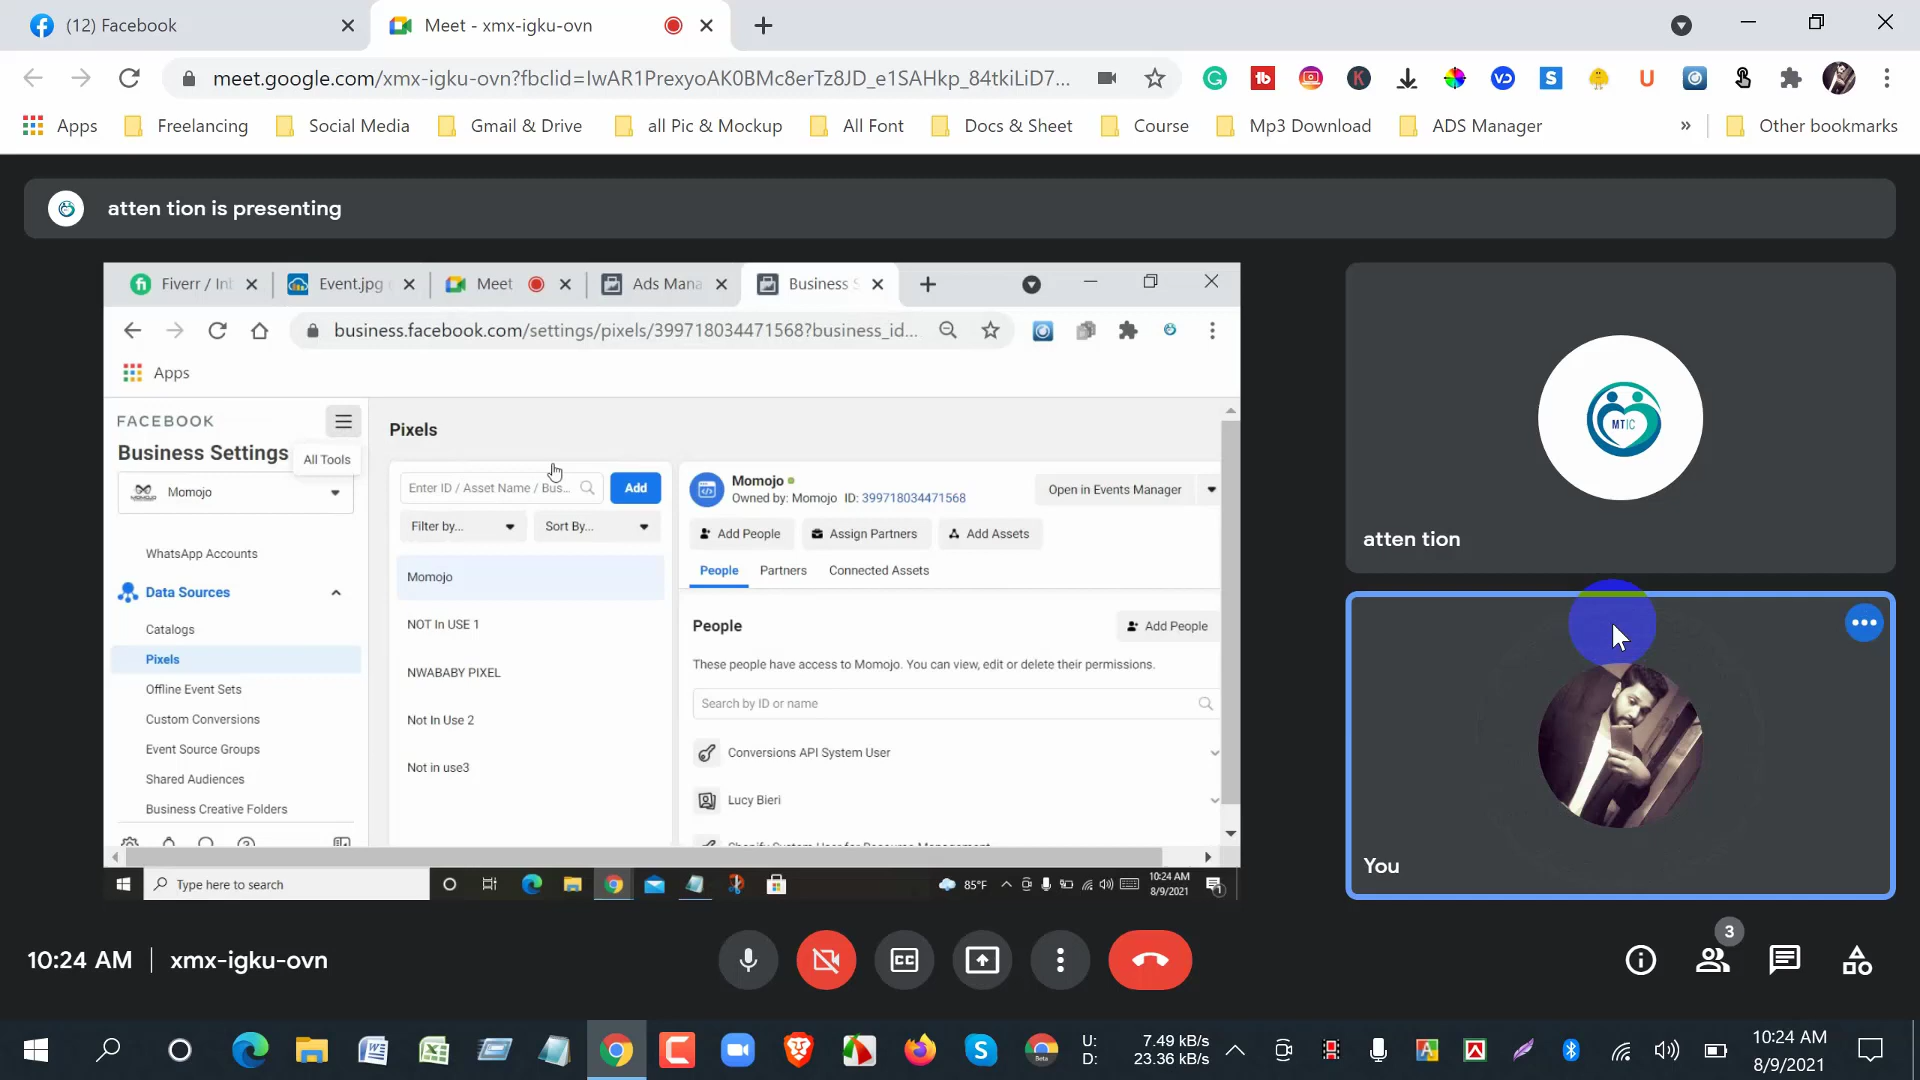 (12) Facebook
Meet - xmx-igku-ovn
meet.google.com/xmx-igku-ovn?fbclid=IwAR1PrexyoAK0BMc8erTz8JD_e1SAHkp_84tkiLiD7...
Apps
Freelancing
Social Media
Gmail & Drive
all Pic & Mockup
All Font
Docs & Sheet
Course
Mp3 Download
ADS Manager
»
Other bookmarks
atten tion is presenting
Fiverr / Inb
Event.jpg
Meet
Ads Mana
Business S
business.facebook.com/settings/pixels/399718034471568?business_id...
Apps
FACEBOOK
Business Settings
All Tools
Momojo
WhatsApp Accounts
Data Sources
Catalogs
Pixels
Offline Event Sets
Custom Conversions
Event Source Groups
Shared Audiences
Business Creative Folders
Pixels
Enter ID / Asset Name / Bus...
Add
Filter by...
Sort By...
Momojo
NOT In USE 1
NWABABY PIXEL
Not In Use 2
Not in use3
Momojo
Owned by: Momojo ID: 399718034471568
Open in Events Manager
Add People
Assign Partners
Add Assets
People
Partners
Connected Assets
People
Add People
These people have access to Momojo. You can view, edit or delete their permissions.
Search by ID or name
Conversions API System User
Lucy Bieri
Type here to search
85°F
10:24 AM
8/9/2021
MTIC
atten tion
You
10:24 AM
xmx-igku-ovn
CC
3
U: 7.49 kB/s
D: 23.36 kB/s
10:24 AM
8/9/2021